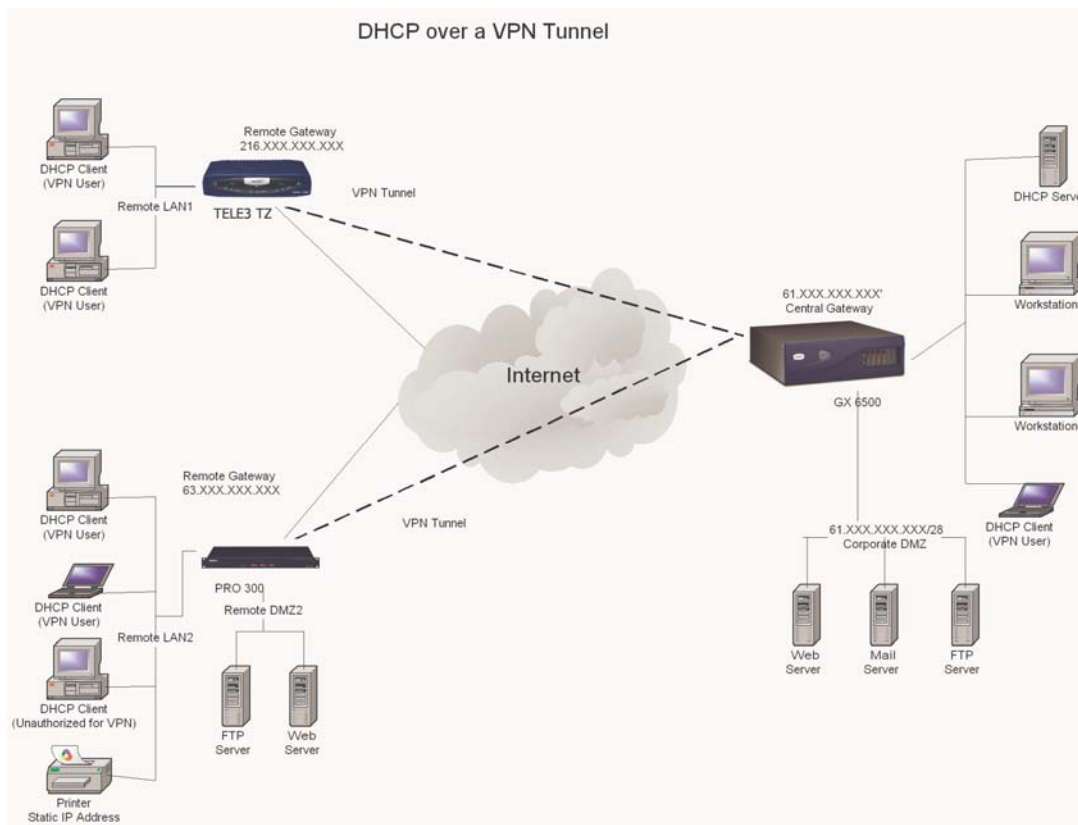 DHCP over a VPN Tunnel
DHCP Client
(VPN User)
Remote LAN1
DHCP Client
(VPN User)
Remote Gateway
216.XXX.XXX.XXX
TELE3 TZ
VPN Tunnel
Internet
61.XXX.XXX.XXX'
Central Gateway
GX 6500
DHCP Server
Workstation
Workstation
DHCP Client
(VPN User)
61.XXX.XXX.XXX/28
Corporate DMZ
Web
Server
Mail
Server
FTP
Server
Remote Gateway
63.XXX.XXX.XXX
VPN Tunnel
PRO 300
Remote DMZ2
FTP
Server
Web
Server
DHCP Client
(VPN User)
DHCP Client
(VPN User)
Remote LAN2
DHCP Client
(Unauthorized for VPN)
Printer
Static IP Address